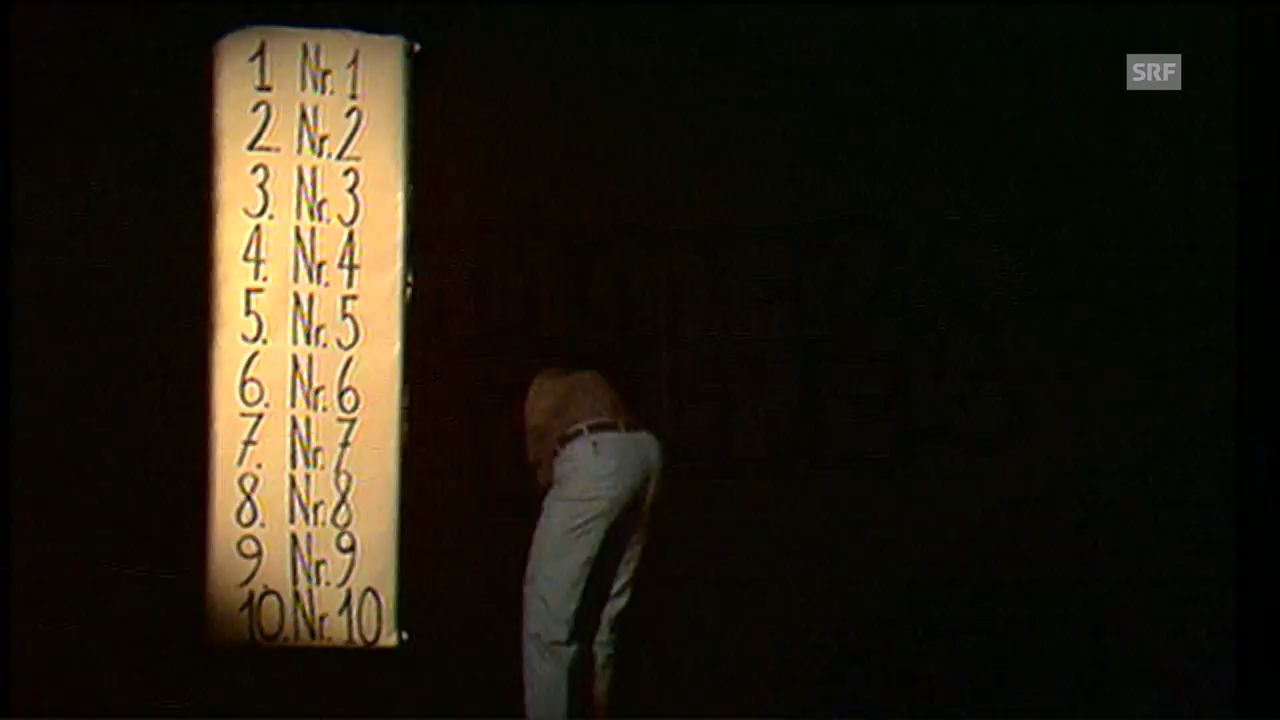 SRF
1 Nr. 1
2. Nr. 2
3. Nr. 3
4. Nr. 4
5. Nr. 5
6. Nr. 6
7. Nr. 7
8. Nr. 8
9. Nr. 9
10. Nr. 10